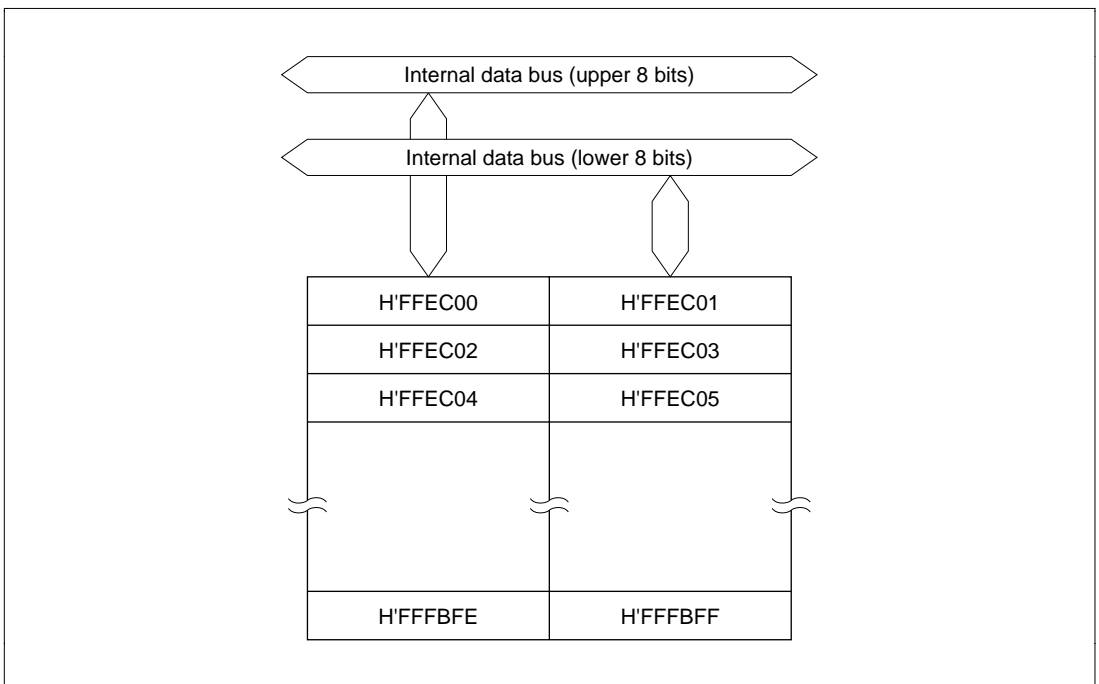 Internal data bus (upper 8 bits)
Internal data bus (lower 8 bits)
H'FFEC00 H'FFEC01
H'FFEC02 H'FFEC03
H'FFEC04 H'FFEC05
H'FFFBFE H'FFFBFF